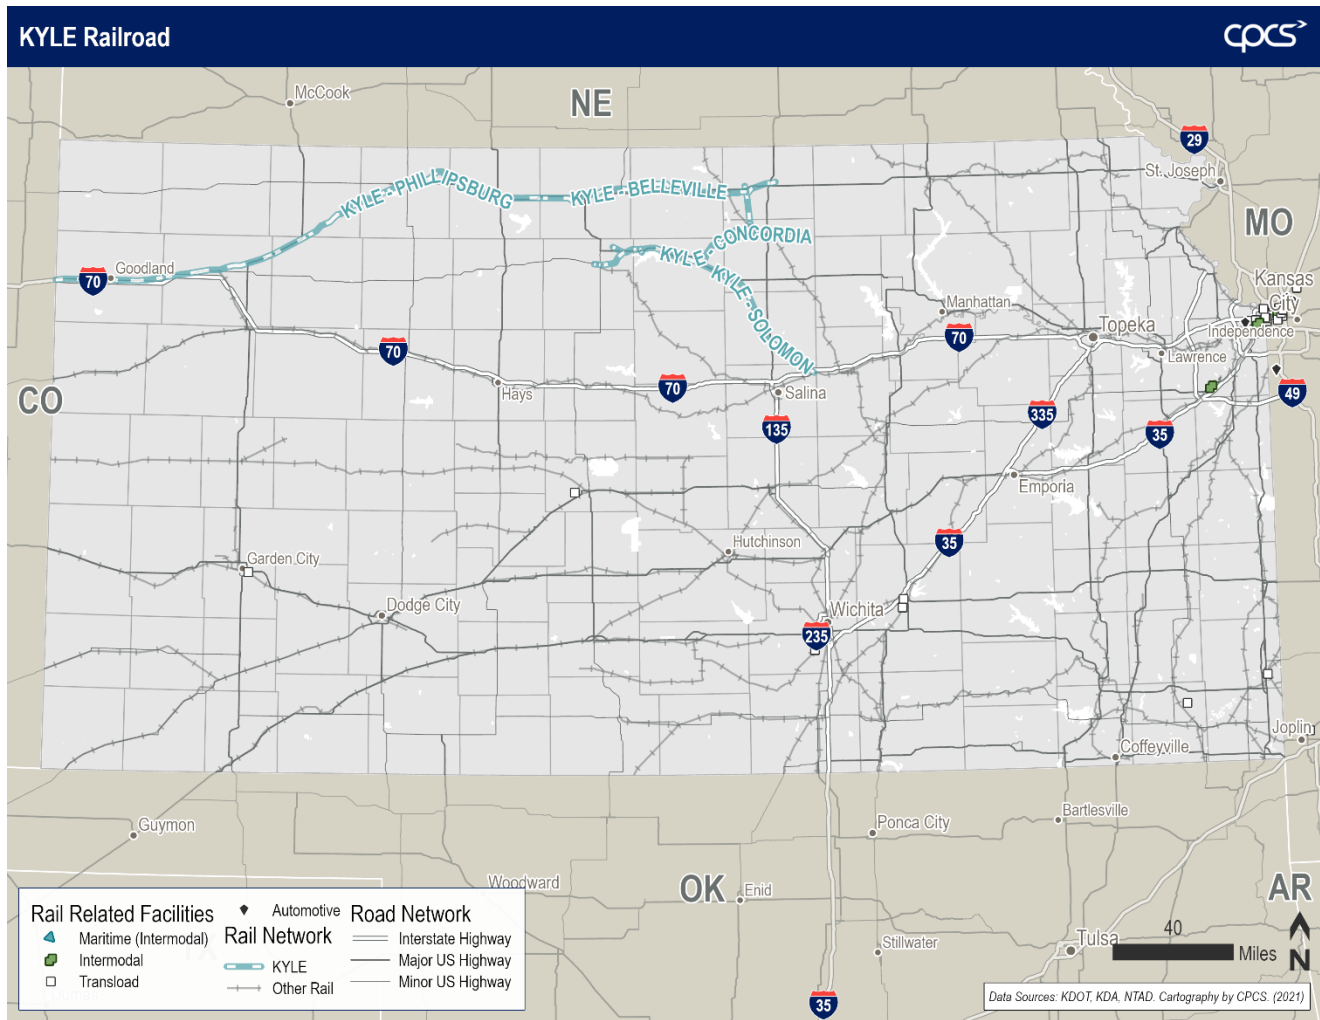 KYLE Railroad
cpcs
McCook
NE
29
St. Joseph
MO
KYLE - PHILLIPSBURG
KYLE - BELLEVILLE
KYLE - CONCORDIA
KYLE - SOLOMON
70
Goodland
Kansas
City
Manhattan
Topeka
Independence
Lawrence
70
70
70
Hays
Salina
CO
49
135
335
35
Emporia
35
Hutchinson
Garden City
Dodge City
Wichita
235
Joplin
Coffeyville
Guymon
Bartlesville
Ponca City
Woodward
OK
Enid
AR
Stillwater
Tulsa
40
Miles
N
35
Rail Related Facilities
Maritime (Intermodal)
Intermodal
Transload
Automotive
Rail Network
KYLE
Other Rail
Road Network
Interstate Highway
Major US Highway
Minor US Highway
Data Sources: KDOT, KDA, NTAD. Cartography by CPCS. (2021)